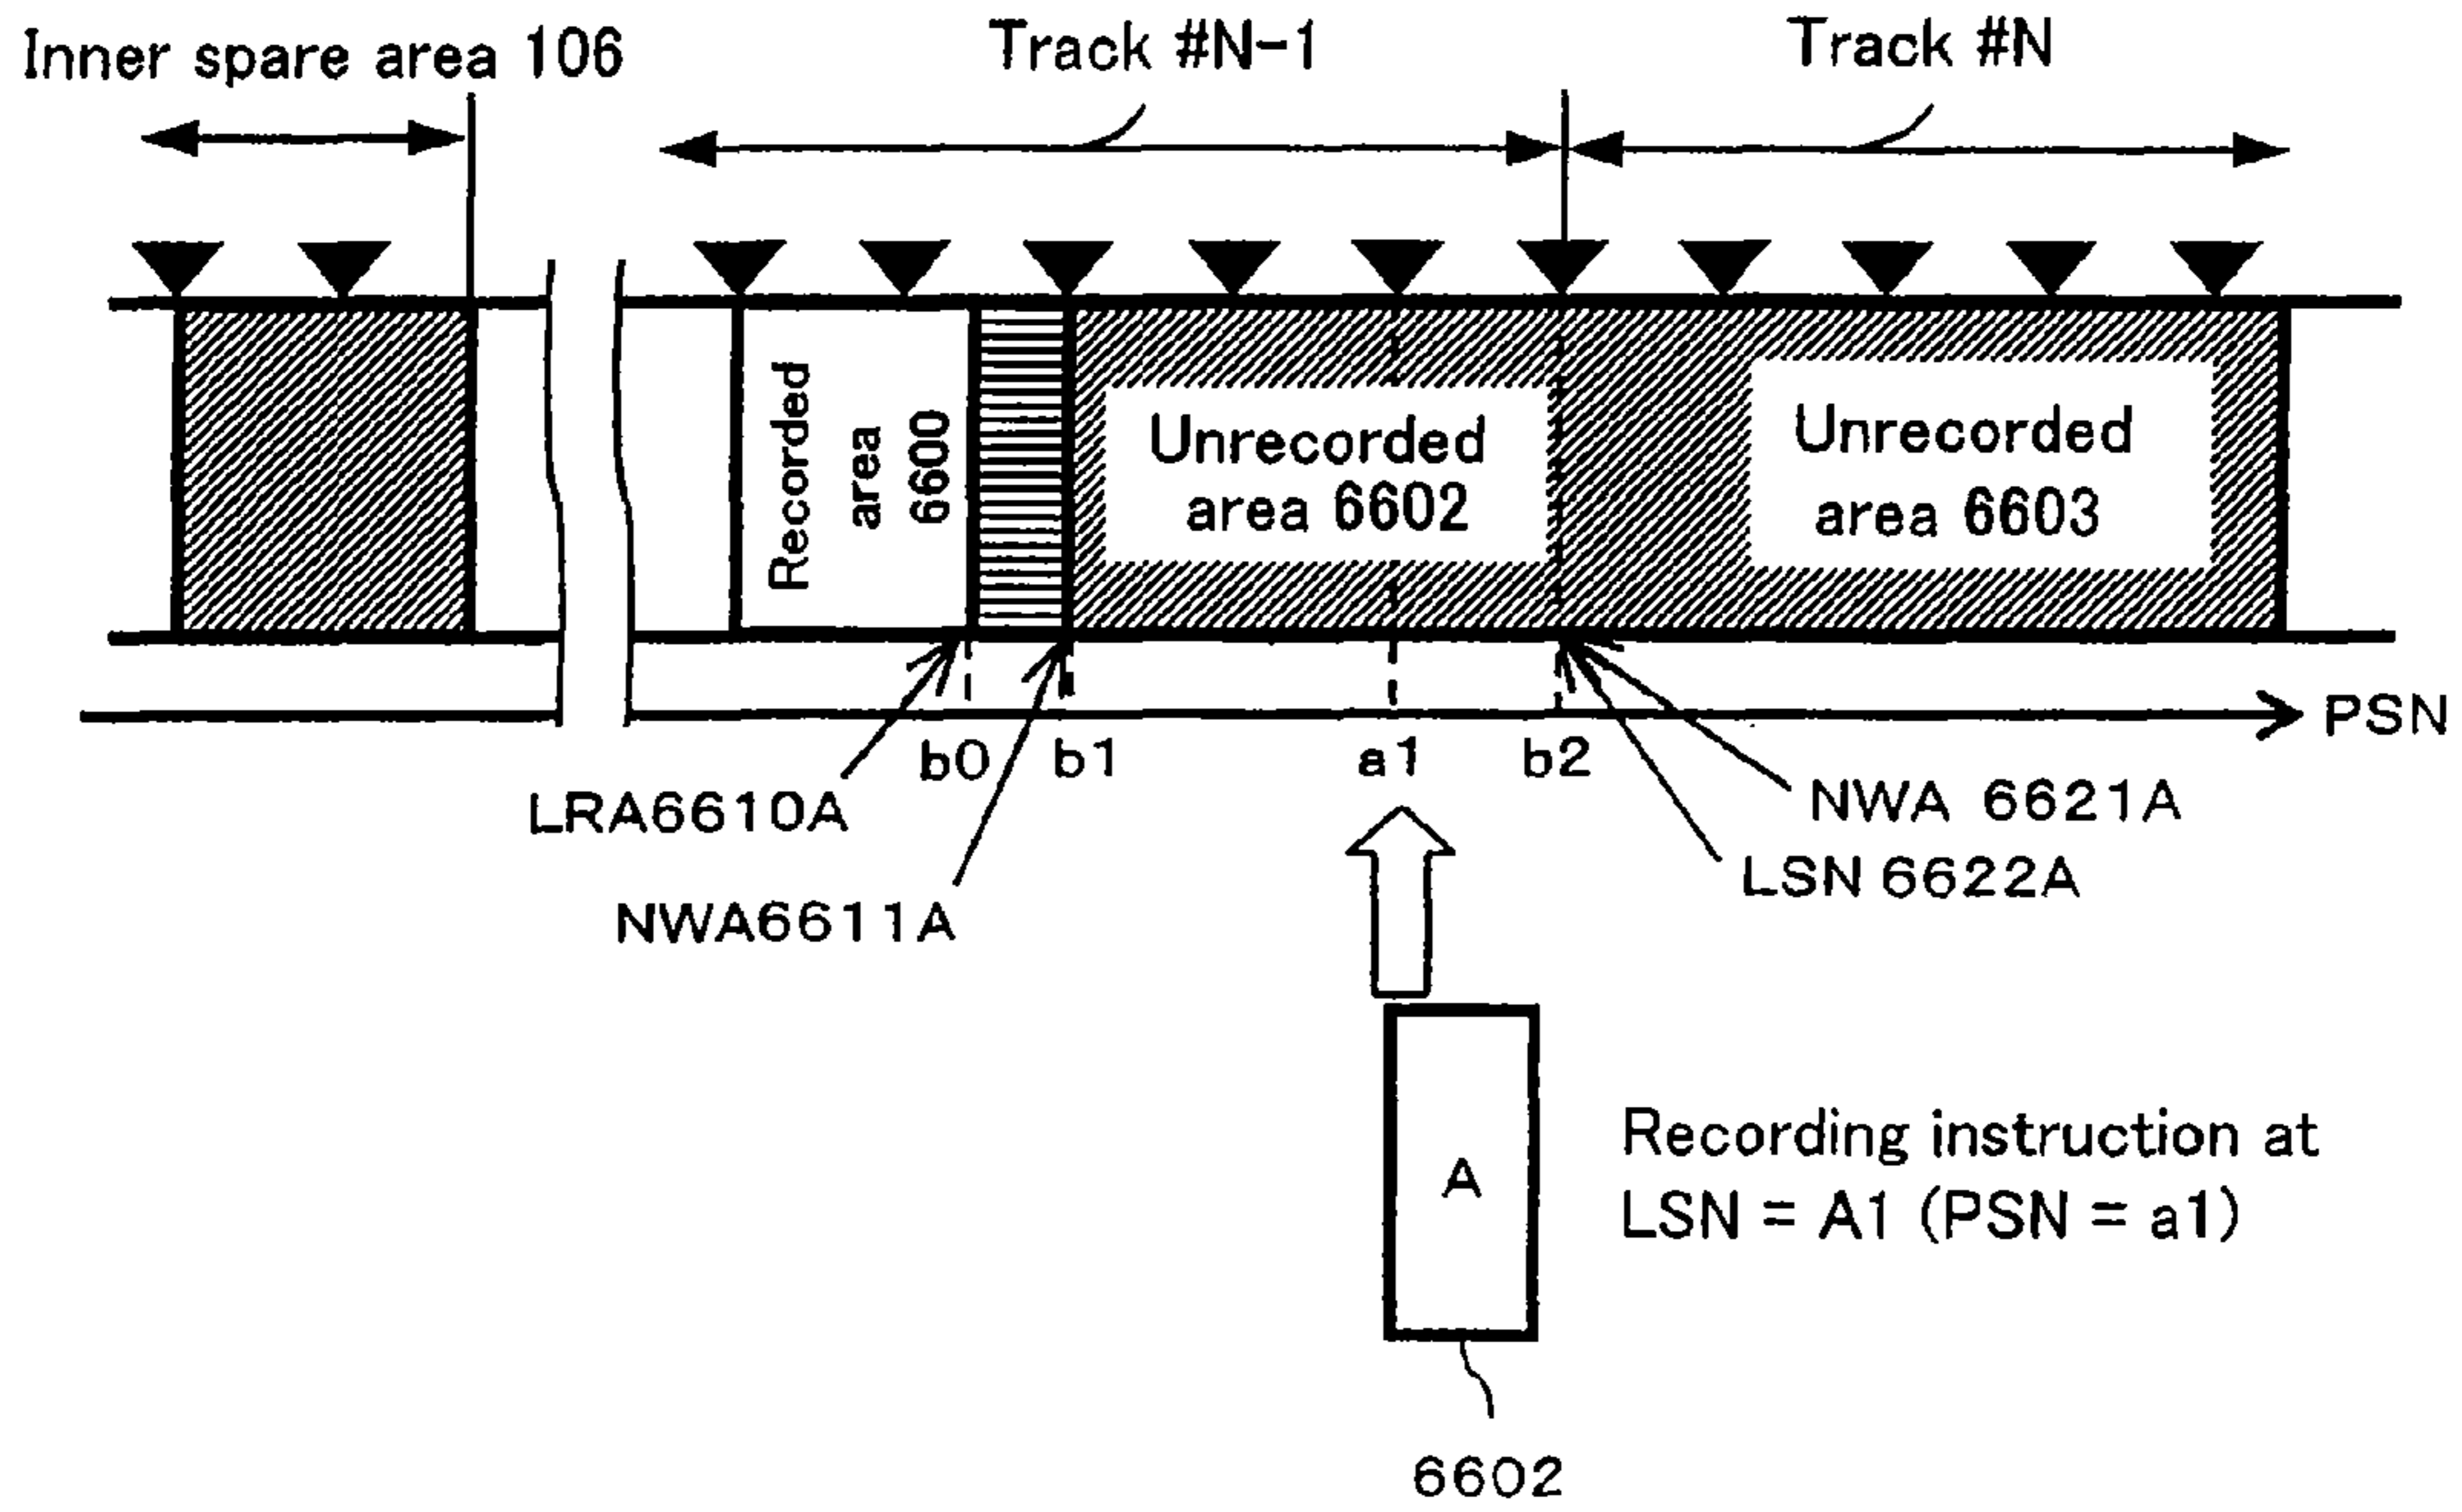 Inner spare area 106
Track #N-1
Track #N
Recorded
area
6600
Unrecorded
area 6602
Unrecorded
area 6603
PSN
b0
b1
a1
b2
LRA6610A
NWA 6621A
LSN 6622A
NWA6611A
A
Recording instruction at
LSN = A1 (PSN = a1)
6602